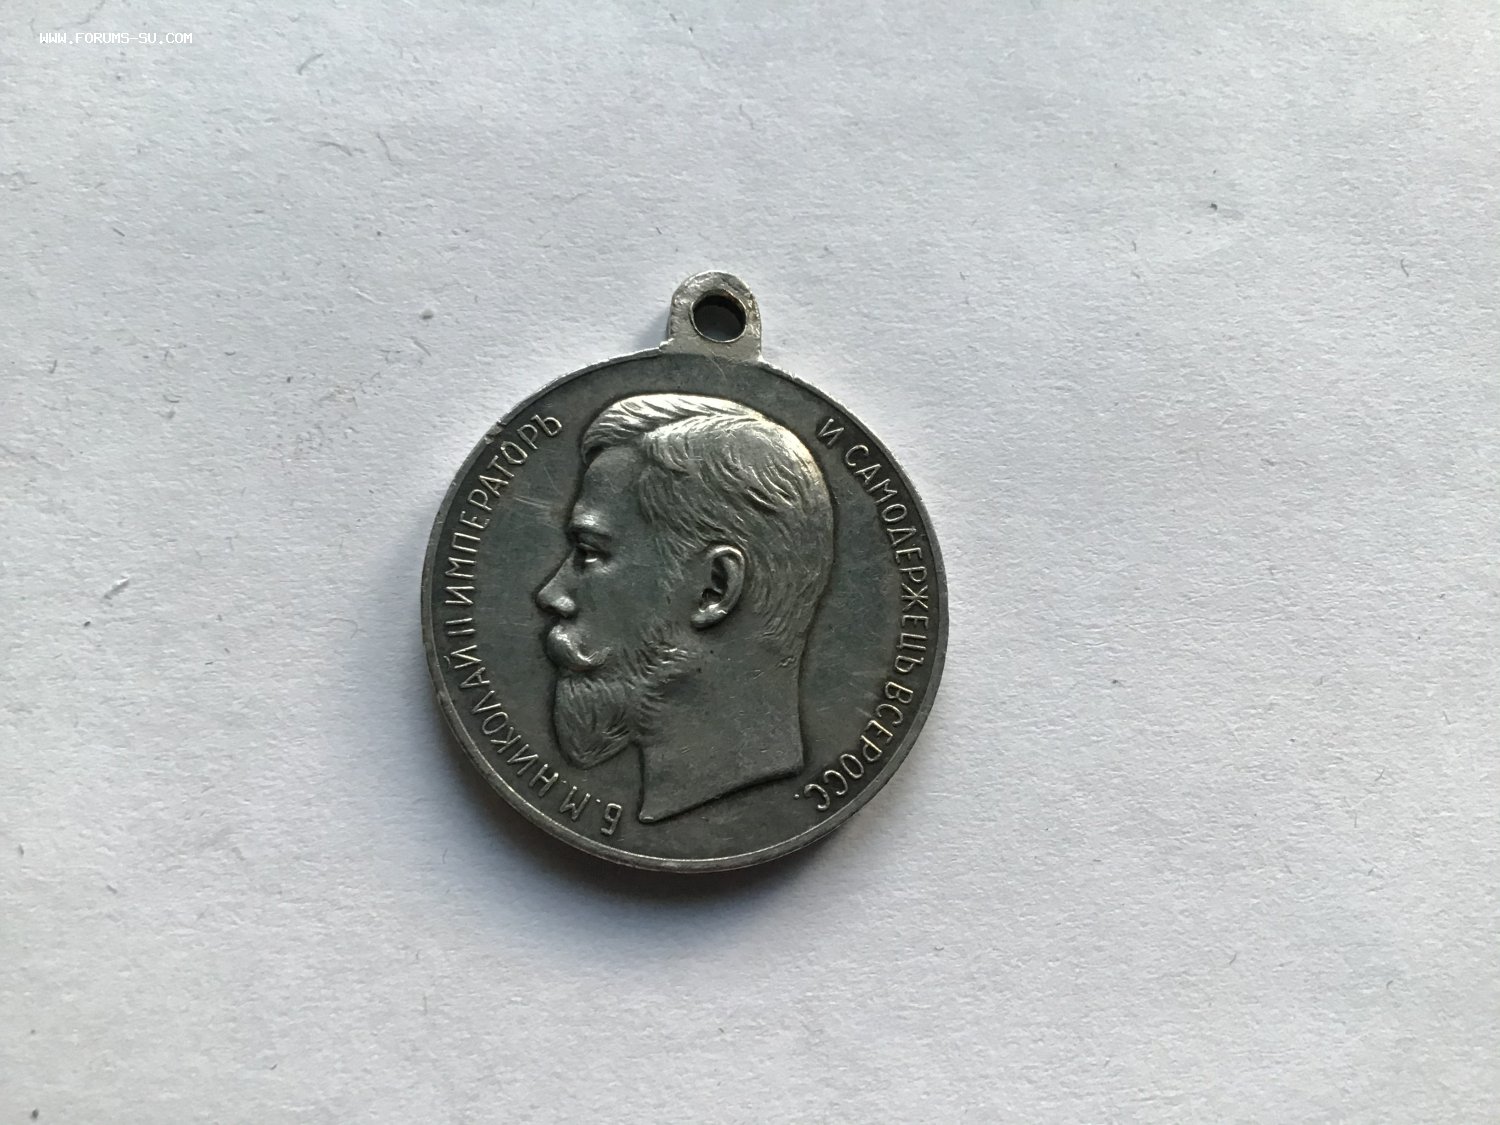 WWW.FORUMS-SU.COM
Б.М.НИКОЛАЙ II ИМПЕРАТОРЪ И САМОДЕРЖЕЦЪ ВСЕРОСС.